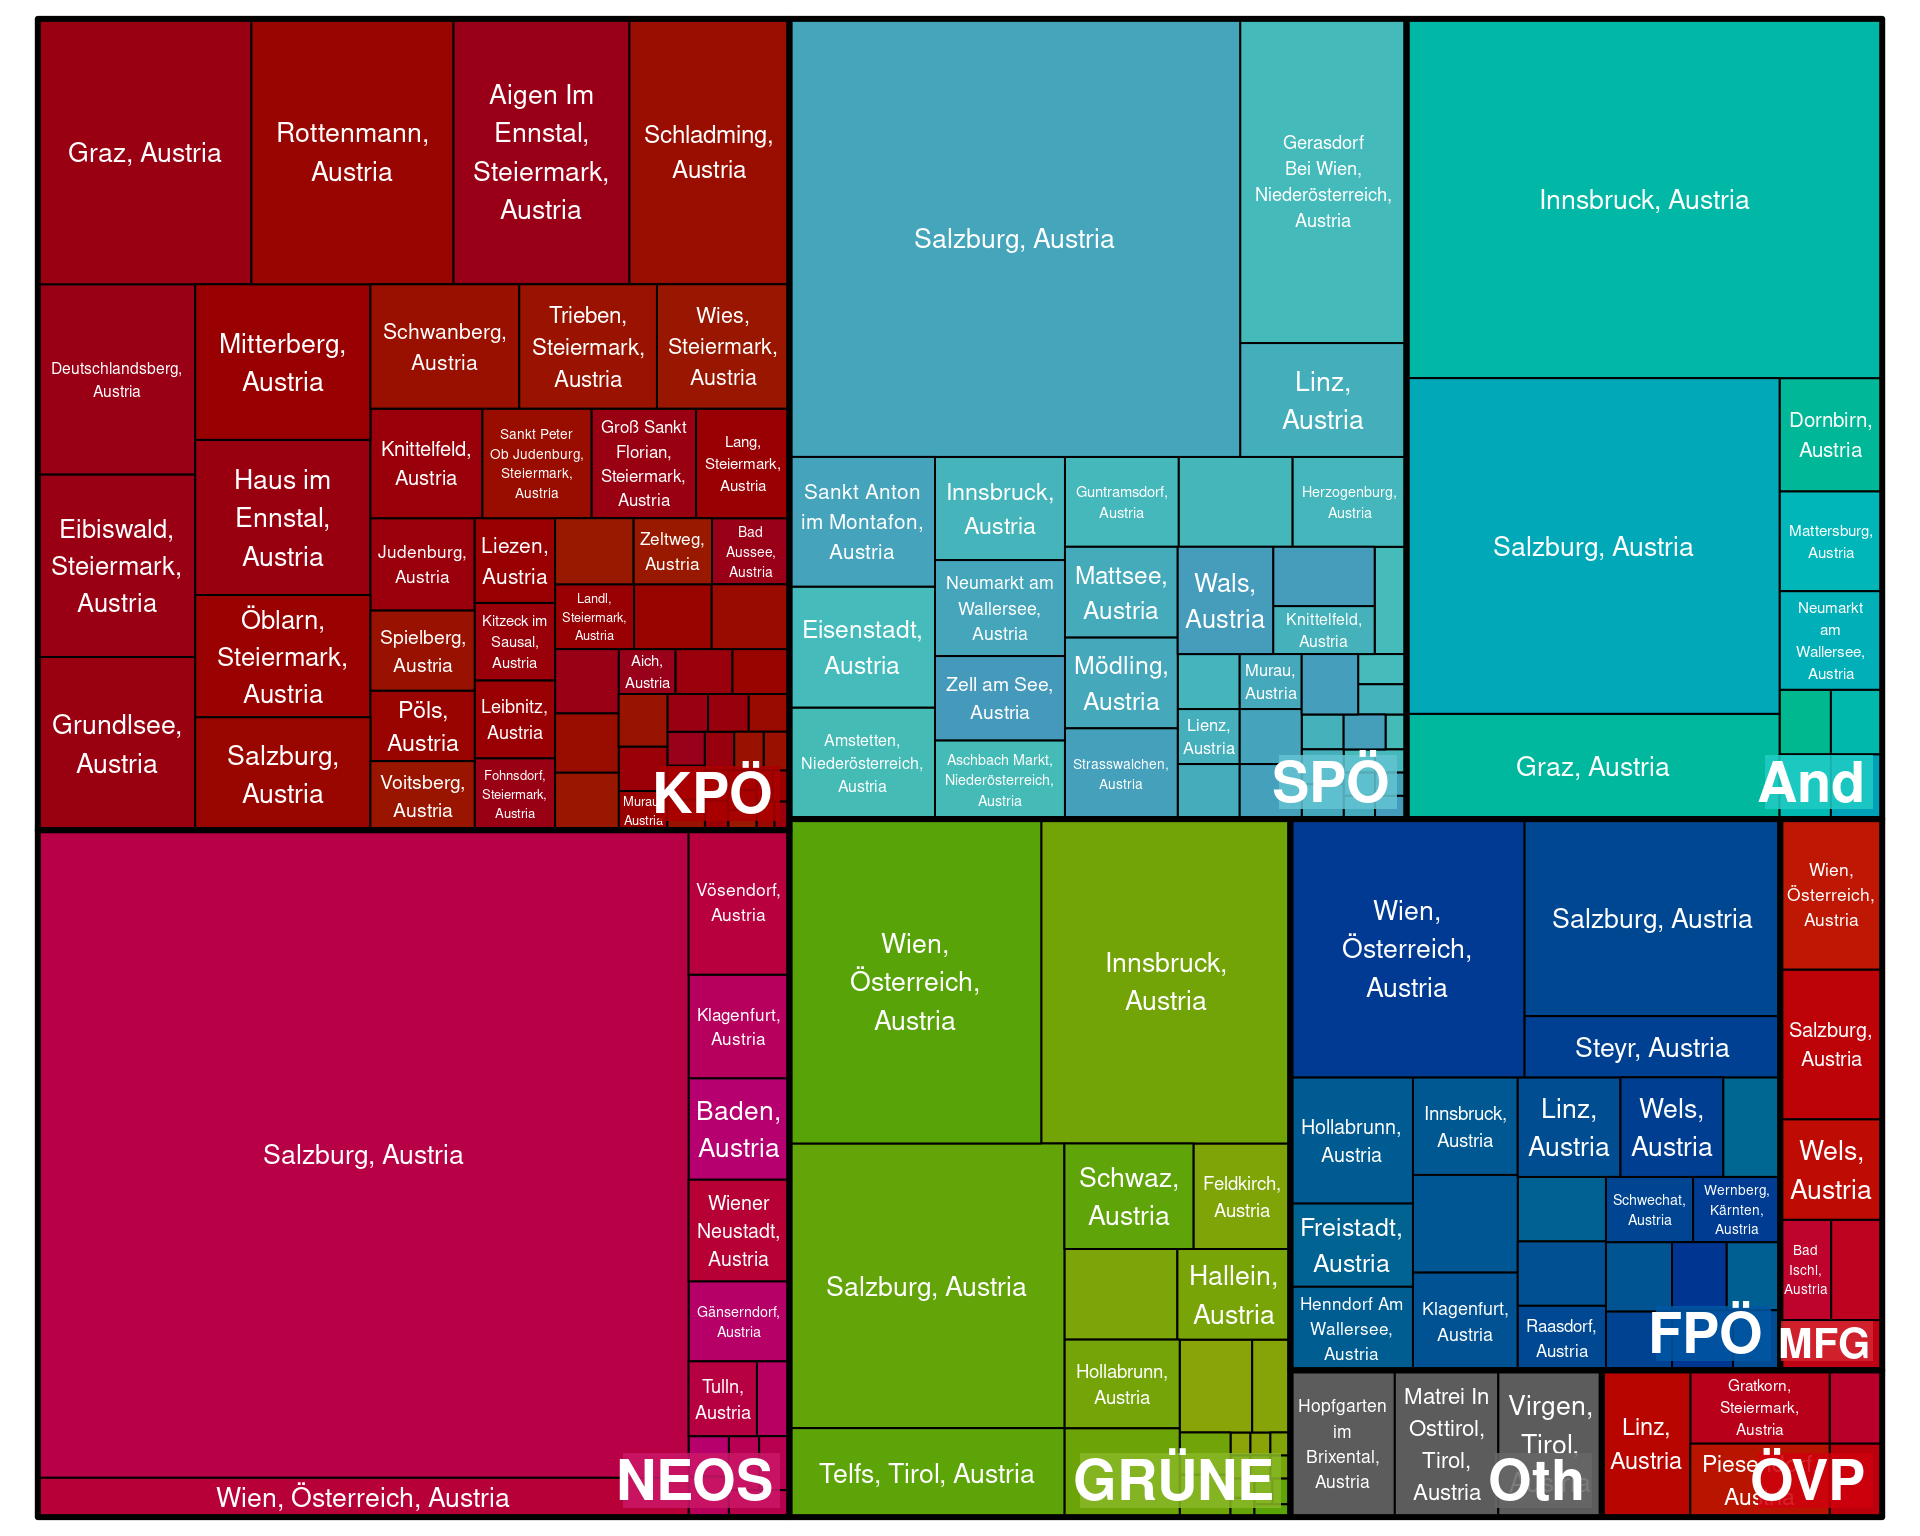 Graz, Austria
Rottenmann,
Austria
Aigen Im
Ennstal,
Steiermark,
Austria
Schladming,
Austria
Deutschlandsberg,
Austria
Mitterberg,
Austria
Schwanberg,
Austria
Trieben,
Steiermark,
Austria
Wies,
Steiermark,
Austria
Knittelfeld,
Austria
Sankt Peter
Ob Judenburg,
Steiermark,
Austria
Groß Sankt
Florian,
Steiermark,
Austria
Lang,
Steiermark,
Austria
Eibiswald,
Steiermark,
Austria
Haus im
Ennstal,
Austria
Judenburg,
Austria
Liezen,
Austria
Zeltweg,
Austria
Bad
Aussee,
Austria
Landl,
Steiermark,
Austria
Öblarn,
Steiermark,
Austria
Spielberg,
Austria
Kitzeck im
Sausal,
Austria
Aich,
Austria
Grundlsee,
Austria
Salzburg,
Austria
Pöls,
Austria
Leibnitz,
Austria
Voitsberg,
Austria
Fohnsdorf,
Steiermark,
Austria
Murau,
Austria
KPÖ
Salzburg, Austria
Gerasdorf
Bei Wien,
Niederösterreich,
Austria
Linz,
Austria
Sankt Anton
im Montafon,
Austria
Innsbruck,
Austria
Guntramsdorf,
Austria
Herzogenburg,
Austria
Neumarkt am
Wallersee,
Austria
Mattsee,
Austria
Wals,
Austria
Knittelfeld,
Austria
Eisenstadt,
Austria
Zell am See,
Austria
Mödling,
Austria
Murau,
Austria
Lienz,
Austria
Amstetten,
Niederösterreich,
Austria
Aschbach Markt,
Niederösterreich,
Austria
Strasswalchen,
Austria
SPÖ
Innsbruck, Austria
Salzburg, Austria
Dornbirn,
Austria
Mattersburg,
Austria
Neumarkt
am
Wallersee,
Austria
Graz, Austria
And
Salzburg, Austria
Vösendorf,
Austria
Klagenfurt,
Austria
Baden,
Austria
Wiener
Neustadt,
Austria
Gänserndorf,
Austria
Tulln,
Austria
Wien, Österreich, Austria
NEOS
Wien,
Österreich,
Austria
Innsbruck,
Austria
Salzburg, Austria
Schwaz,
Austria
Feldkirch,
Austria
Hallein,
Austria
Hollabrunn,
Austria
Telfs, Tirol, Austria
GRÜNE
Wien,
Österreich,
Austria
Salzburg, Austria
Steyr, Austria
Hollabrunn,
Austria
Innsbruck,
Austria
Linz,
Austria
Wels,
Austria
Freistadt,
Austria
Schwechat,
Austria
Wernberg,
Kärnten,
Austria
Henndorf Am
Wallersee,
Austria
Klagenfurt,
Austria
Raasdorf,
Austria
FPÖ
Wien,
Österreich,
Austria
Salzburg,
Austria
Wels,
Austria
Bad
Ischl,
Austria
MFG
Hopfgarten
im
Brixental,
Austria
Matrei In
Osttirol,
Tirol,
Austria
Virgen,
Tirol,
Austria
Oth
Linz,
Austria
Gratkorn,
Steiermark,
Austria
ÖVP